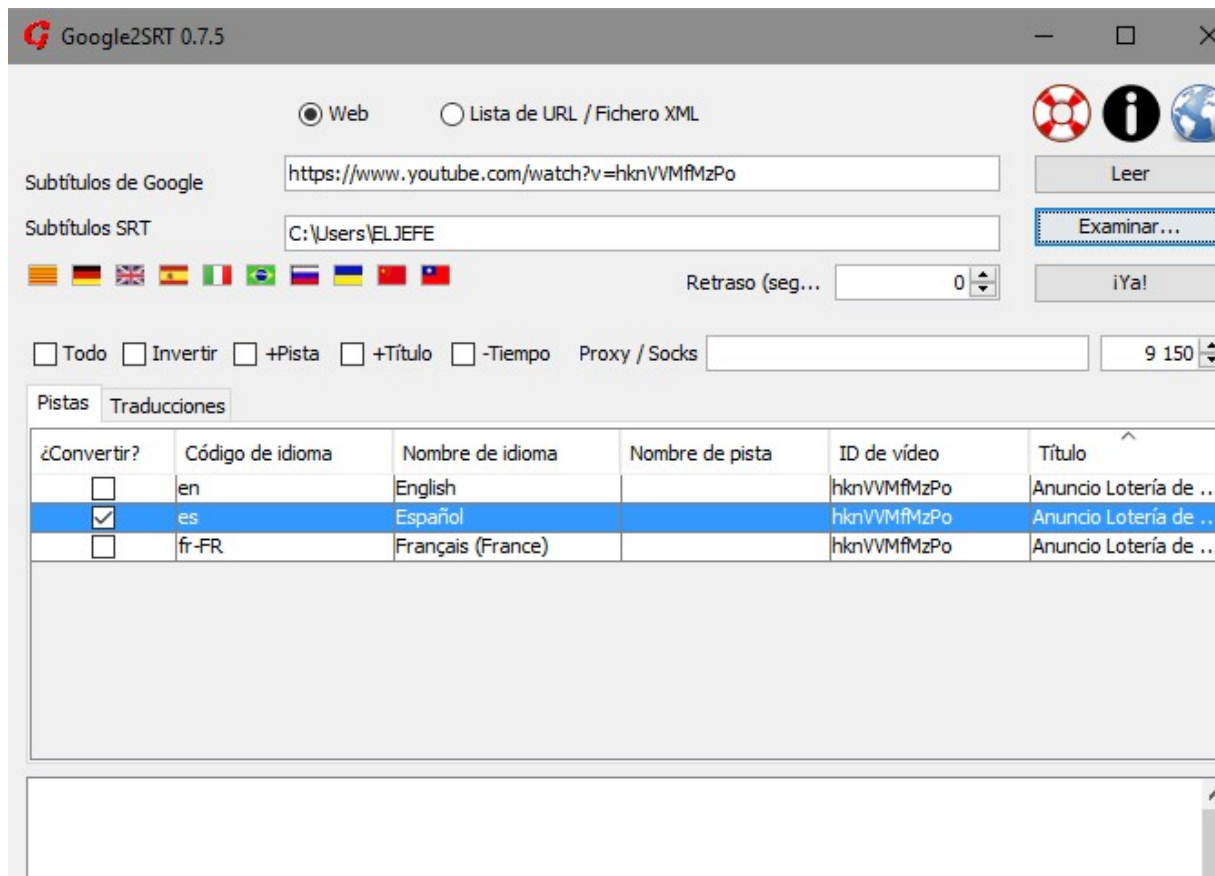 Google2SRT 0.7.5
Web Lista de URL / Fichero XML
Subtítulos de Google https://www.youtube.com/watch?v=hknVVMfMzPo Leer
Subtítulos SRT C:\Users\ELJEFE Examinar...
Retraso (seg... 0 ¡Ya!
Todo Invertir +Pista +Título -Tiempo Proxy / Socks 9 150
Pistas Traducciones
¿Convertir? Código de idioma Nombre de idioma Nombre de pista ID de vídeo Título
en English hknVVMfMzPo Anuncio Lotería de ...
es Español hknVVMfMzPo Anuncio Lotería de ...
fr-FR Français (France) hknVVMfMzPo Anuncio Lotería de ...